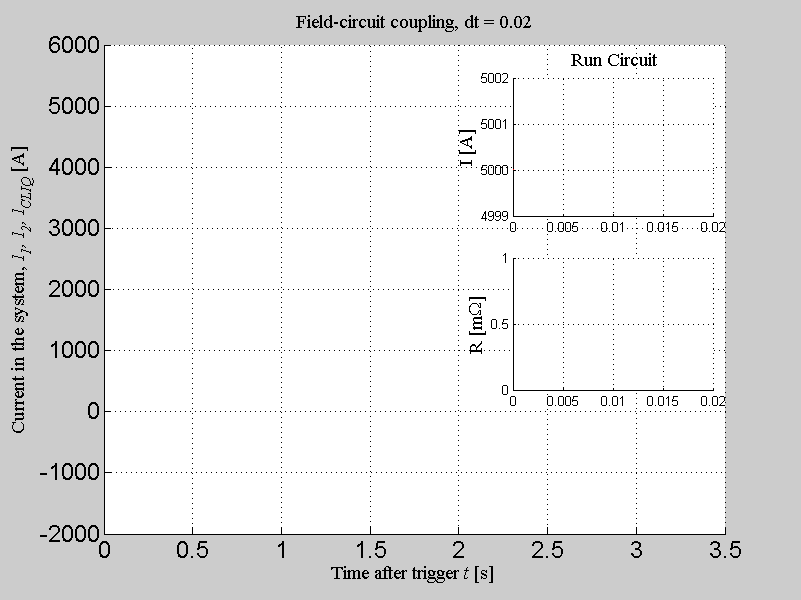 Field-circuit coupling, dt = 0.02
6000
5000
4000
3000
2000
1000
0
-1000
-2000
0 0.5 1 1.5 2 2.5 3 3.5
Time after trigger t [s]
Current in the system, I1, I2, ICLIQ [A]
Run Circuit
5002
5001
5000
4999
I [A]
0 0.005 0.01 0.015 0.02
1
0.5
0
R [mΩ]
0 0.005 0.01 0.015 0.02